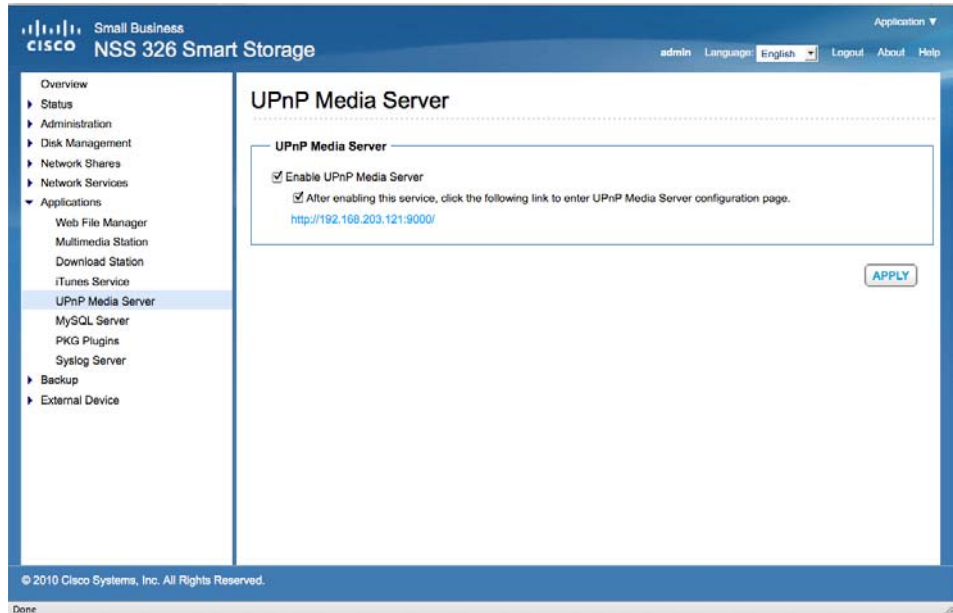 Small Business
CISCO NSS 326 Smart Storage
Application ▼
admin Language: English Logout About Help
Overview
Status
Administration
Disk Management
Network Shares
Network Services
Applications
Web File Manager
Multimedia Station
Download Station
iTunes Service
UPnP Media Server
MySQL Server
PKG Plugins
Syslog Server
Backup
External Device
UPnP Media Server
UPnP Media Server
Enable UPnP Media Server
After enabling this service, click the following link to enter UPnP Media Server configuration page.
http://192.168.203.121:9000/
APPLY
© 2010 Cisco Systems, Inc. All Rights Reserved.
Done